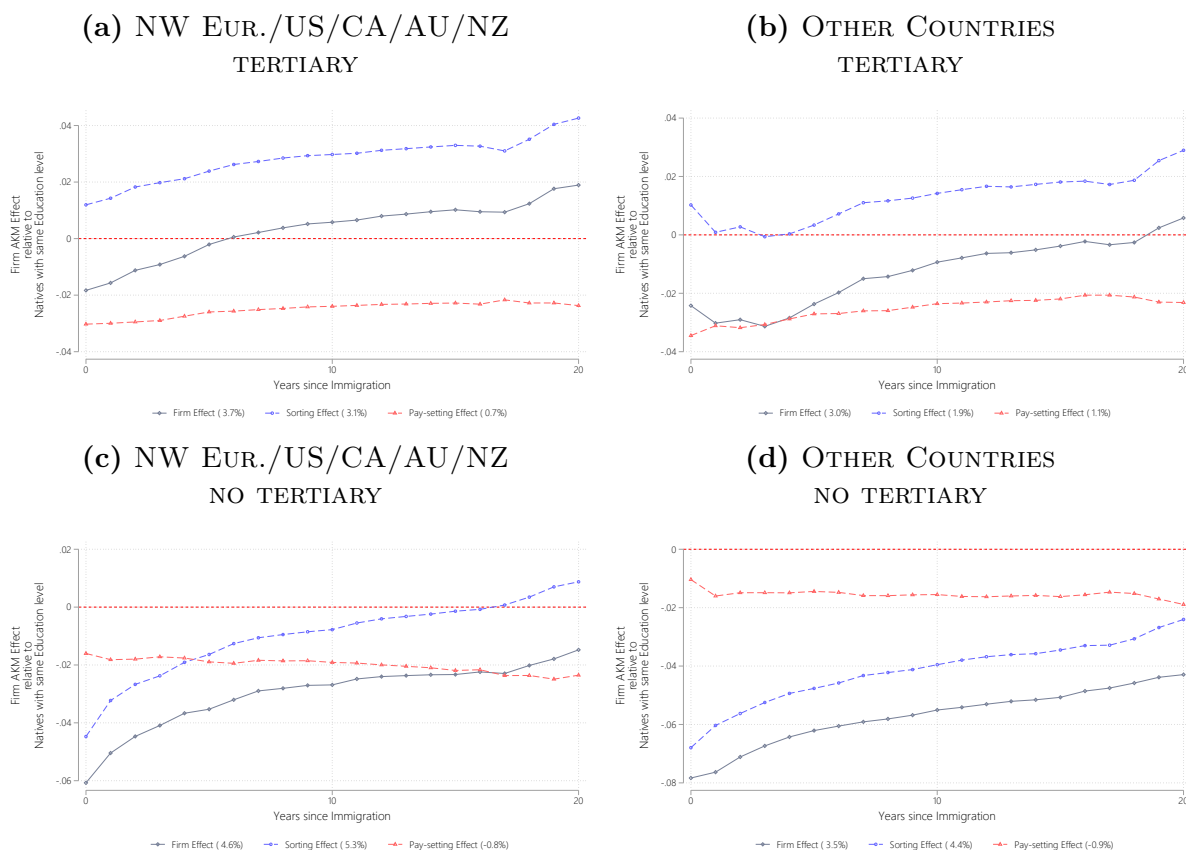 (a) NW Eur./US/CA/AU/NZ
tertiary
.04
.02
0
-.02
-.04
Firm AKM Effect
relative to
Natives with same Education level
0
10
20
Years since Immigration
Firm Effect ( 3.7%)
Sorting Effect ( 3.1%)
Pay-setting Effect ( 0.7%)
(b) Other Countries
tertiary
.04
.02
0
-.02
-.04
Firm AKM Effect
relative to
Natives with same Education level
0
10
20
Years since Immigration
Firm Effect ( 3.0%)
Sorting Effect ( 1.9%)
Pay-setting Effect ( 1.1%)
(c) NW Eur./US/CA/AU/NZ
no tertiary
.02
0
-.02
-.04
-.06
Firm AKM Effect
relative to
Natives with same Education level
0
10
20
Years since Immigration
Firm Effect ( 4.6%)
Sorting Effect ( 5.3%)
Pay-setting Effect (-0.8%)
(d) Other Countries
no tertiary
0
-.02
-.04
-.06
-.08
Firm AKM Effect
relative to
Natives with same Education level
0
10
20
Years since Immigration
Firm Effect ( 3.5%)
Sorting Effect ( 4.4%)
Pay-setting Effect (-0.9%)